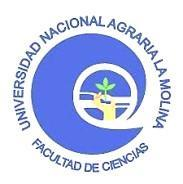 UNIVERSIDAD NACIONAL AGRARIA LA MOLINA
FACULTAD DE CIENCIAS